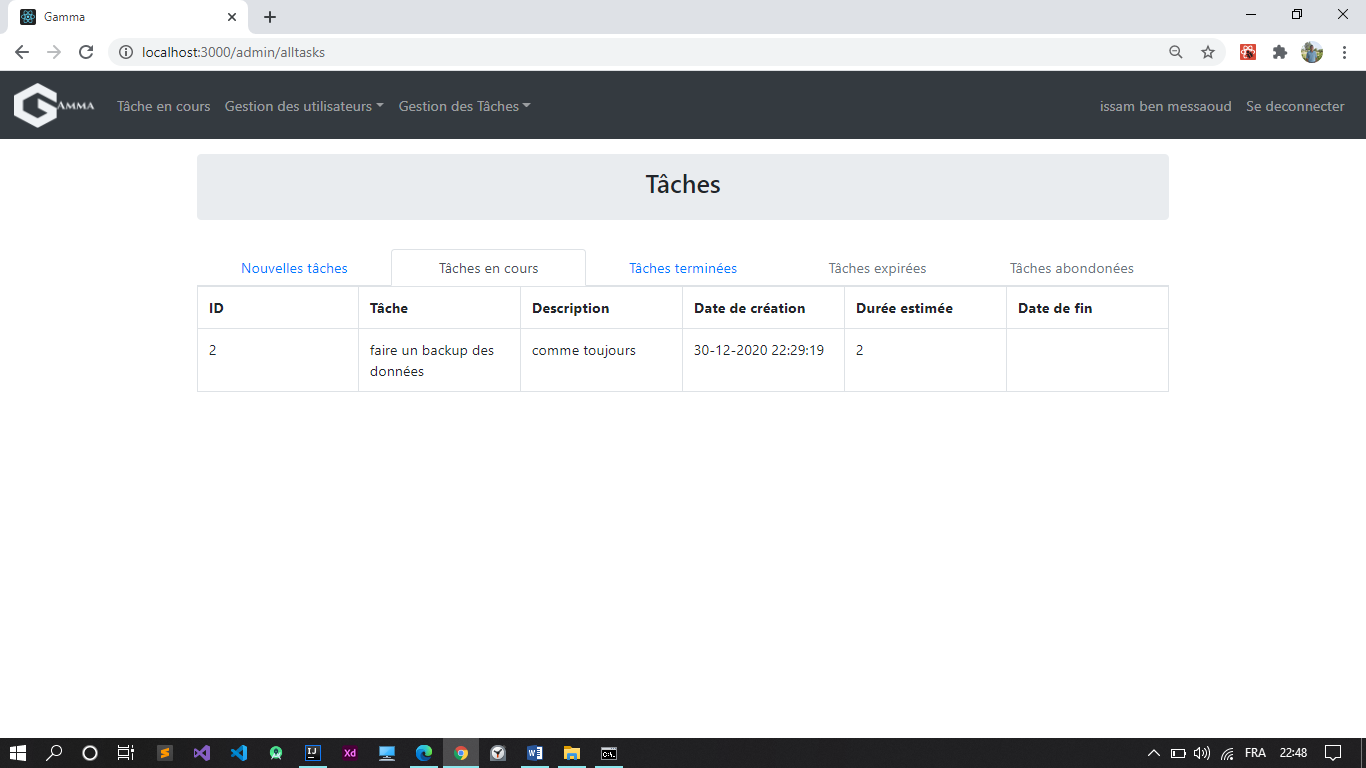 Gamma
localhost:3000/admin/alltasks
GAMMA
Tâche en cours
Gestion des utilisateurs
Gestion des Tâches
issam ben messaoud
Se deconnecter
Tâches
Nouvelles tâches
Tâches en cours
Tâches terminées
Tâches expirées
Tâches abondonées
ID
Tâche
Description
Date de création
Durée estimée
Date de fin
2
faire un backup des
données
comme toujours
30-12-2020 22:29:19
2
FRA
22:48